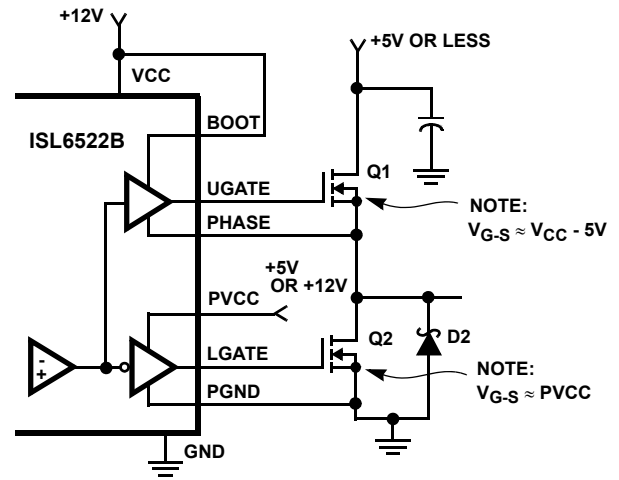 +12V
+5V OR LESS
VCC
BOOT
ISL6522B
Q1
UGATE
NOTE:
PHASE
VG-S ≈ VCC - 5V
+5V
OR +12V
PVCC
Q2
D2
LGATE
NOTE:
VG-S ≈ PVCC
PGND
- +
GND